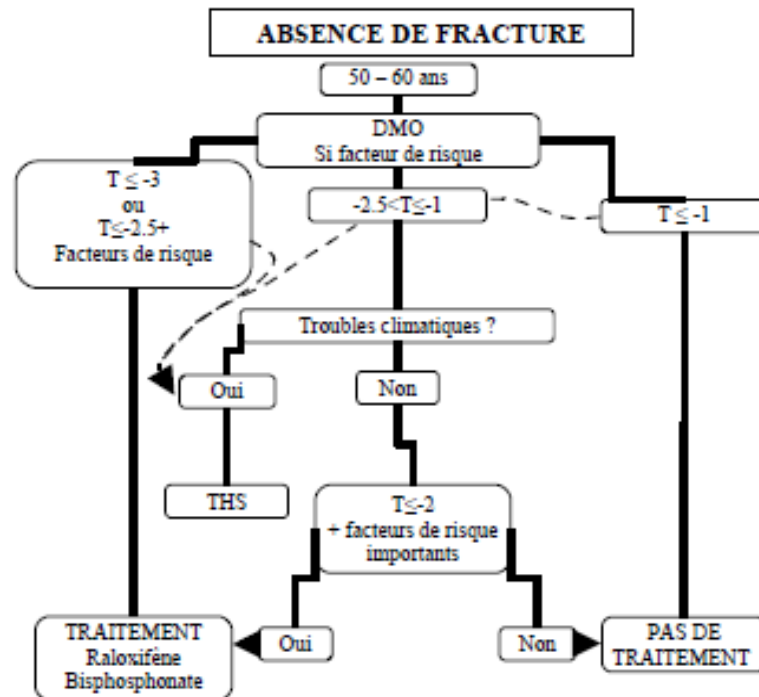 ABSENCE DE FRACTURE
50 – 60 ans
DMO
Si facteur de risque
T ≤ -3
ou
T≤-2.5+
Facteurs de risque
-2.5<T≤-1
T ≤ -1
Troubles climatiques ?
Oui
Non
THS
T≤-2
+ facteurs de risque
importants
TRAITEMENT
Raloxifène
Bisphosphonate
Oui
Non
PAS DE
TRAITEMENT